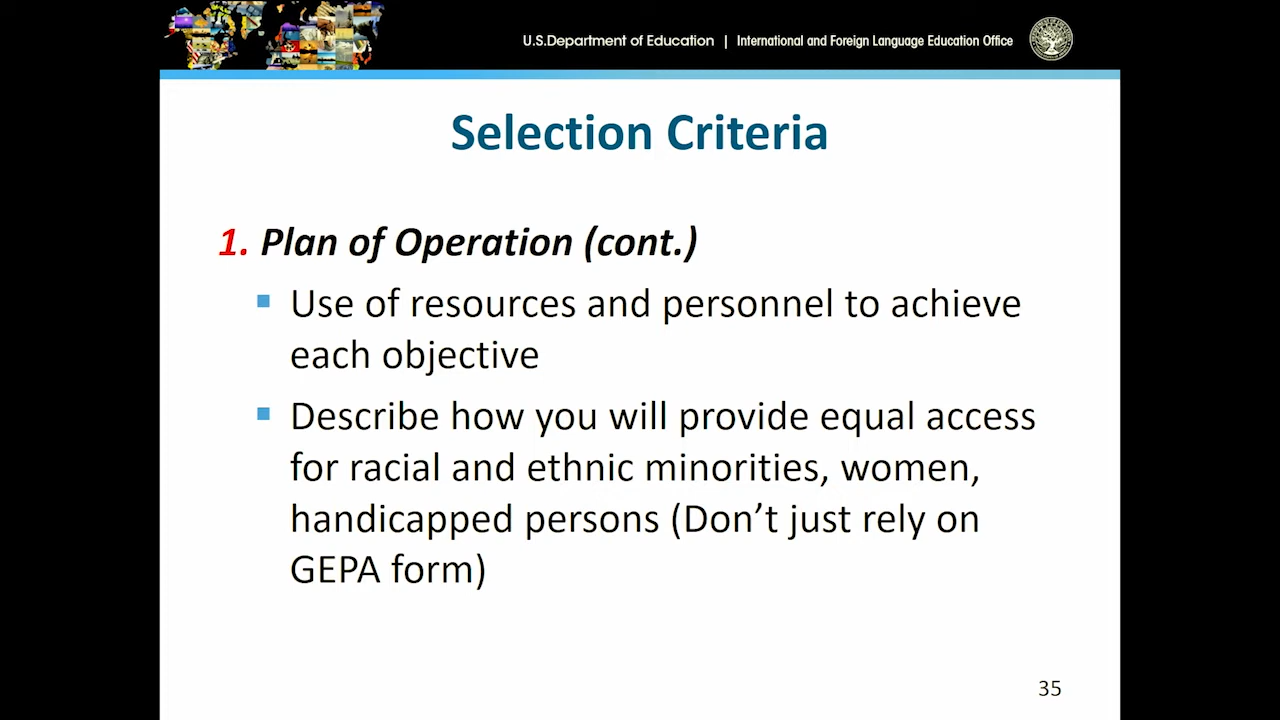 U.S.Department of Education | International and Foreign Language Education Office
Selection Criteria
1. Plan of Operation (cont.)
Use of resources and personnel to achieve
each objective
Describe how you will provide equal access
for racial and ethnic minorities, women,
handicapped persons (Don’t just rely on
GEPA form)
35